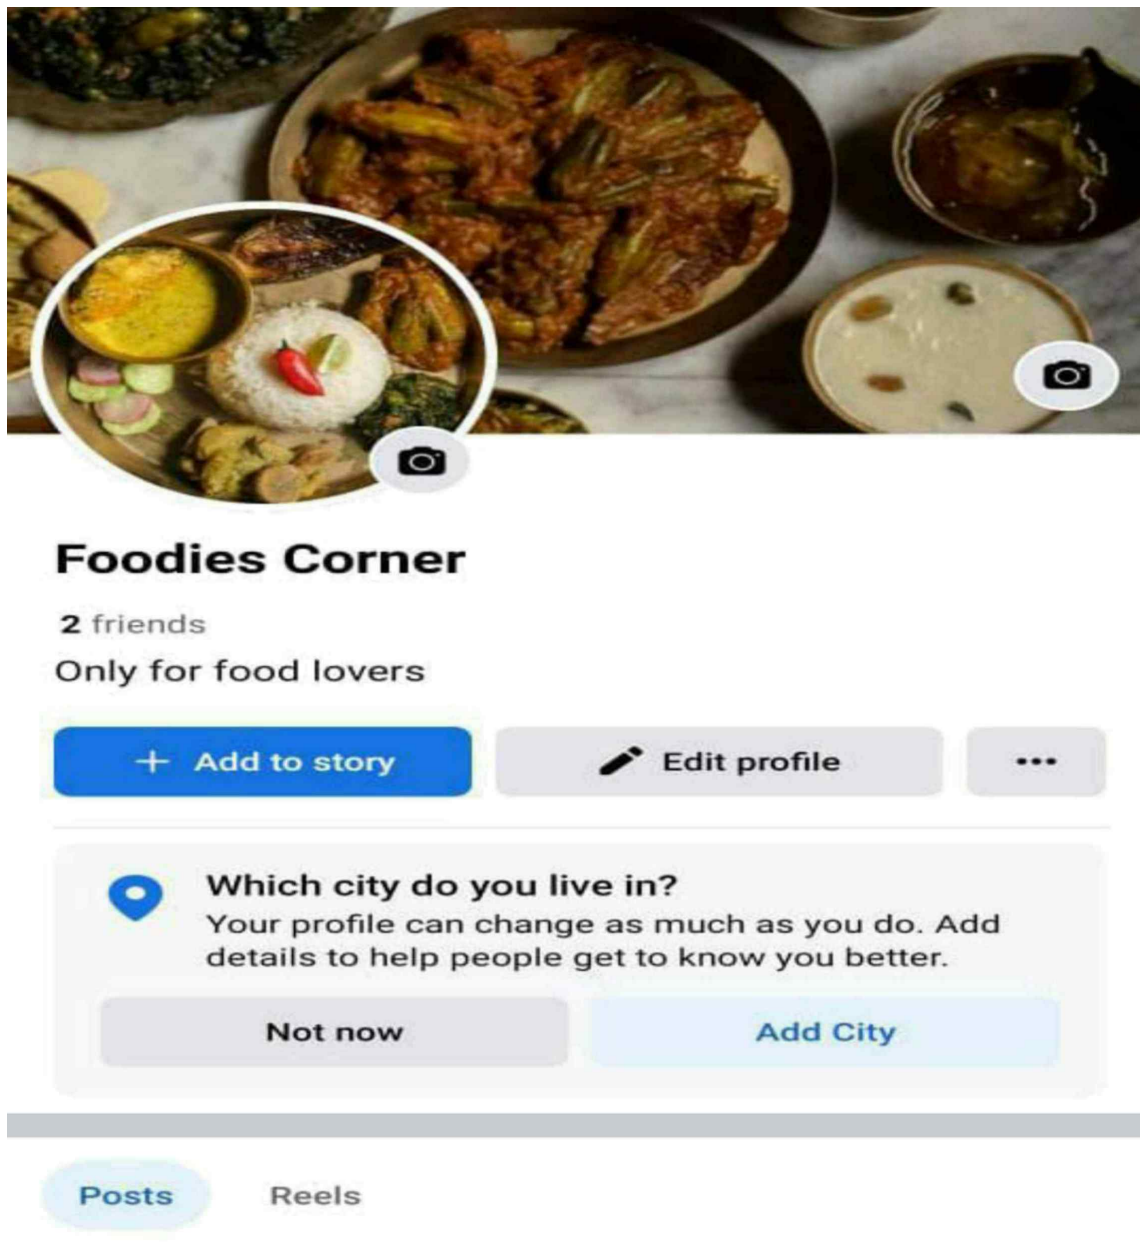 Foodies Corner
2 friends
Only for food lovers
+ Add to story
Edit profile
Which city do you live in?
Your profile can change as much as you do. Add
details to help people get to know you better.
Not now
Add City
Posts
Reels